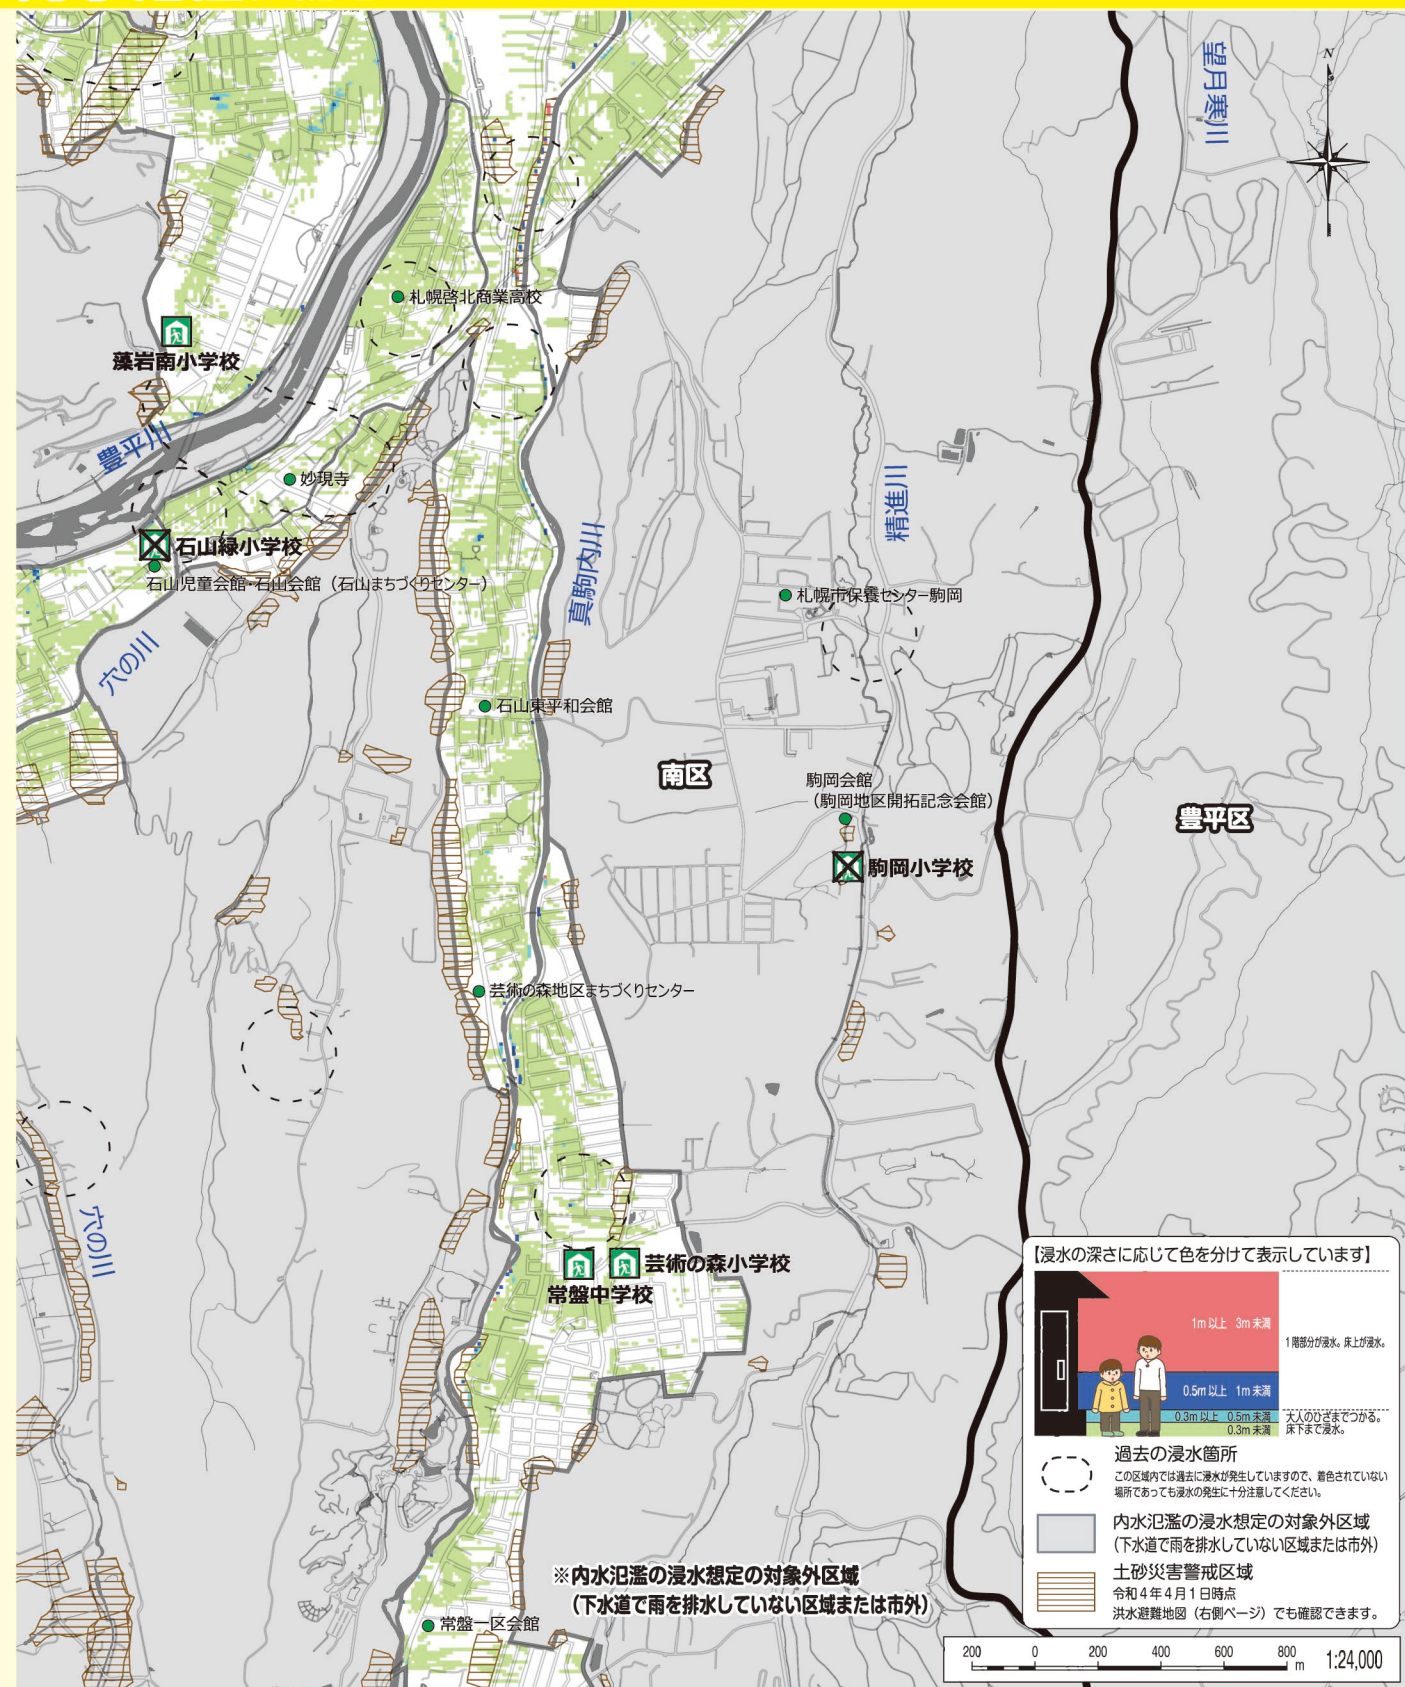 望月寒川
N
札幌啓北商業高校
藻岩南小学校
豊平川
妙現寺
精進川
石山緑小学校
石山児童会館・石山会館（石山まちづくりセンター）
真駒内川
札幌市保養センター駒岡
穴の川
石山東平和会館
南区
駒岡会館
（駒岡地区開拓記念会館）
豊平区
駒岡小学校
芸術の森地区まちづくりセンター
穴の川
芸術の森小学校
常盤中学校
【浸水の深さに応じて色を分けて表示しています】
1m以上 3m未満
1階部分が浸水。床上が浸水。
0.5m以上 1m未満
0.3m以上 0.5m未満
大人のひざまでつかる。
0.3m未満
床下まで浸水。
過去の浸水箇所
この区域内では過去に浸水が発生していますので、着色されていない
場所であっても浸水の発生に十分注意してください。
内水氾濫の浸水想定の対象外区域
(下水道で雨を排水していない区域または市外)
土砂災害警戒区域
令和4年4月1日時点
洪水避難地図（右側ページ）でも確認できます。
※内水氾濫の浸水想定の対象外区域
（下水道で雨を排水していない区域または市外）
常盤一区会館
200 0 200 400 600 800 m 1:24,000